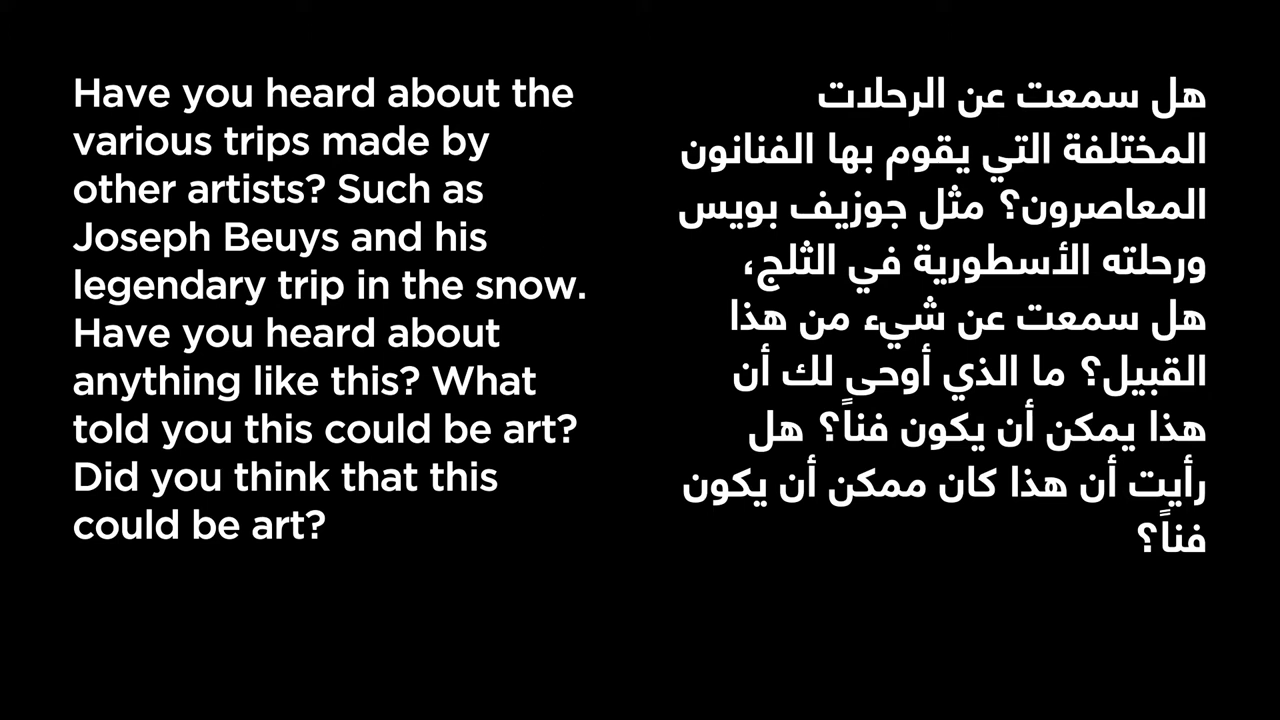 Have you heard about the
various trips made by
other artists? Such as
Joseph Beuys and his
legendary trip in the snow.
Have you heard about
anything like this? What
told you this could be art?
Did you think that this
could be art?
هل سمعت عن الرحلات
المختلفة التي يقوم بها الفنانون
المعاصرون؟ مثل جوزيف بويس
ورحلته الأسطورية في الثلج،
هل سمعت عن شيء من هذا
القبيل؟ ما الذي أوحى لك أن
هذا يمكن أن يكون فناً؟ هل
رأيت أن هذا كان ممكن أن يكون
فناً؟